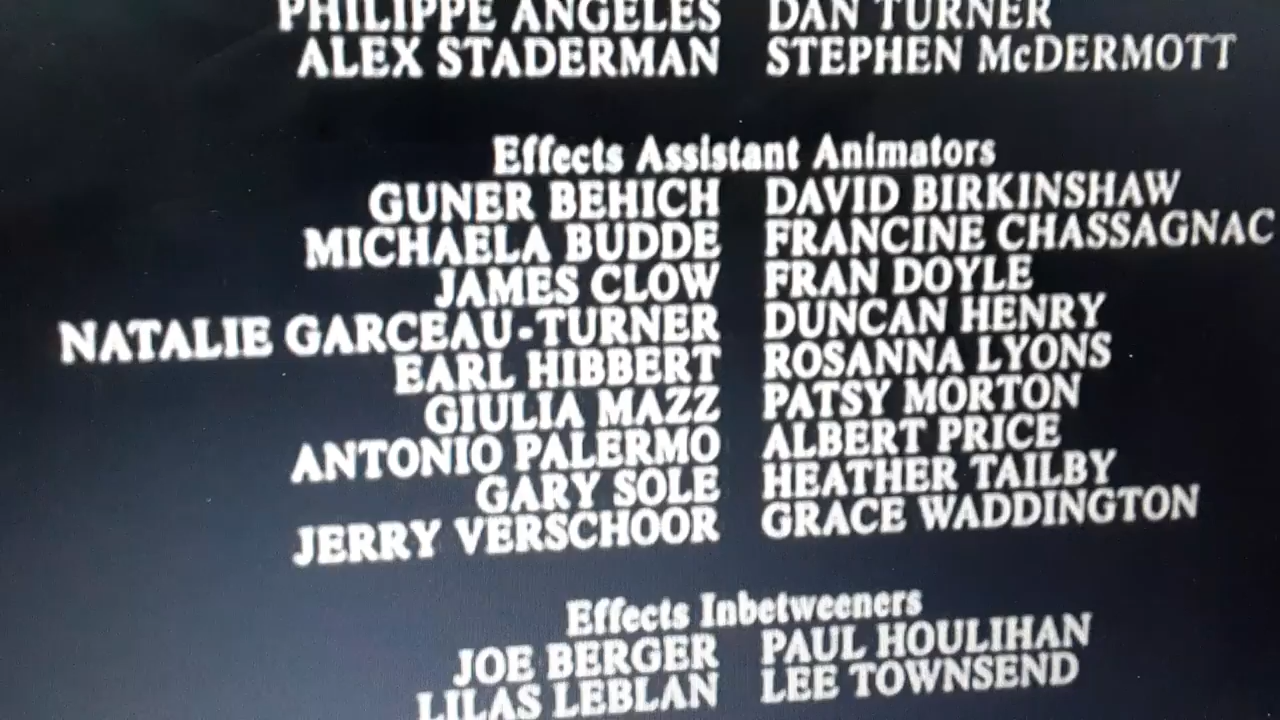 PHILIPPE ANGELES DAN TURNER
ALEX STADERMAN STEPHEN McDERMOTT
Effects Assistant Animators
GUNER BEHICH DAVID BIRKINSHAW
MICHAELA BUDDE FRANCINE CHASSAGNAC
JAMES CLOW FRAN DOYLE
NATALIE GARCEAU-TURNER DUNCAN HENRY
EARL HIBBERT ROSANNA LYONS
GIULIA MAZZ PATSY MORTON
ANTONIO PALERMO ALBERT PRICE
GARY SOLE HEATHER TAILBY
JERRY VERSCHOOR GRACE WADDINGTON
Effects Inbetweeners
JOE BERGER PAUL HOULIHAN
LILAS LEBLAN LEE TOWNSEND